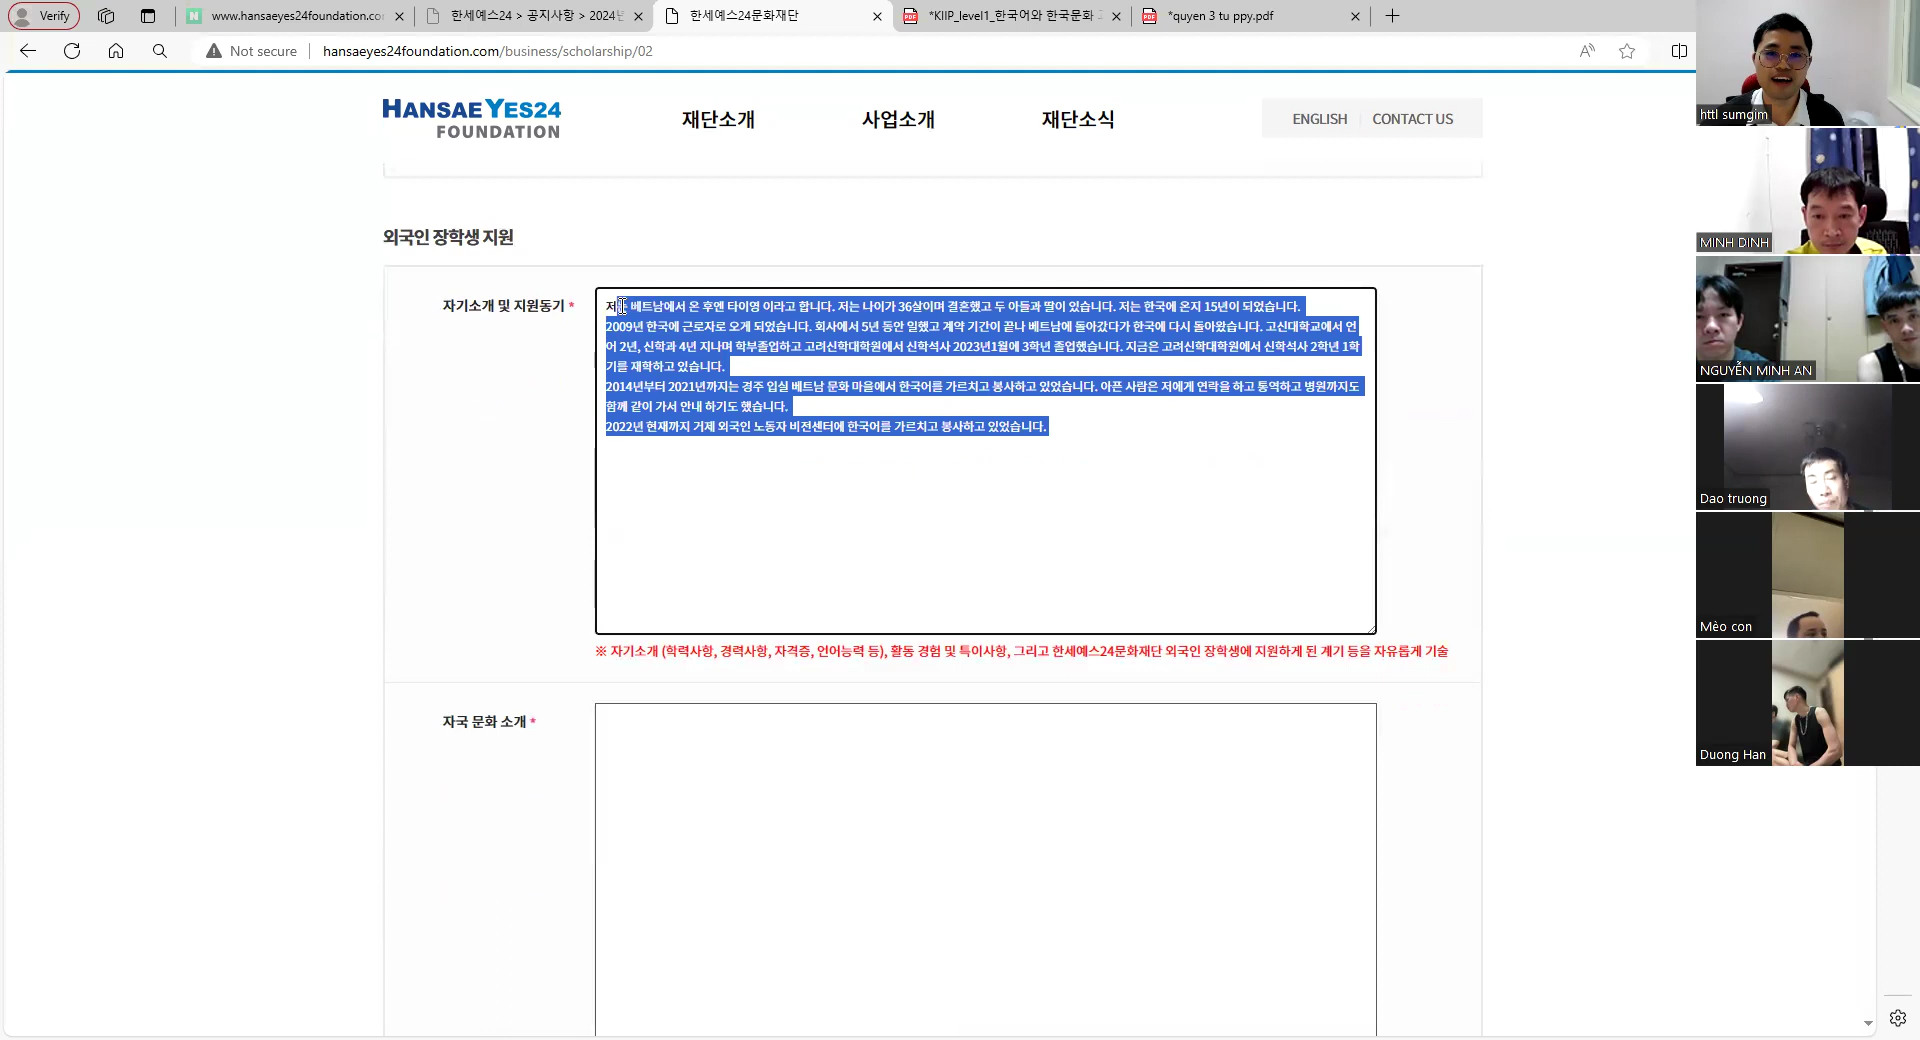 Verify
www.hansaeyes24foundation.co
한세예스24 > 공지사항 > 2024년
한세예스24문화재단
*KIIP_level1_한국어와 한국문화
*quyen 3 tu ppy.pdf
Not secure
hansaeyes24foundation.com/business/scholarship/02
HANSAE YES24
FOUNDATION
재단소개
사업소개
재단소식
ENGLISH
CONTACT US
외국인 장학생 지원
자기소개 및 지원동기 *
저는 베트남에서 온 후엔 타이영 이라고 합니다. 저는 나이가 36살이며 결혼했고 두 아들과 딸이 있습니다. 저는 한국에 온지 15년이 되었습니다.
2009년 한국에 근로자로 오게 되었습니다. 회사에서 5년 동안 일했고 계약 기간이 끝나 베트남에 돌아갔다가 한국에 다시 돌아왔습니다. 고신대학교에서 언
어 2년, 신학과 4년 지나며 학부졸업하고 고려신학대학원에서 신학석사 2023년1월에 3학년 졸업했습니다. 지금은 고려신학대학원에서 신학석사 2학년 1학
기를 재학하고 있습니다.
2014년부터 2021년까지는 경주 입실 베트남 문화 마을에서 한국어를 가르치고 봉사하고 있었습니다. 아픈 사람은 저에게 연락을 하고 통역하고 병원까지도
함께 같이 가서 안내 하기도 했습니다.
2022년 현재까지 거제 외국인 노동자 비전센터에 한국어를 가르치고 봉사하고 있었습니다.
※ 자기소개 (학력사항, 경력사항, 자격증, 언어능력 등), 활동 경험 및 특이사항, 그리고 한세예스24문화재단 외국인 장학생에 지원하게 된 계기 등을 자유롭게 기술
자국 문화 소개 *
httl sumgim
MINH DINH
NGUYỄN MINH AN
Dao truong
Mèo con
Duong Han